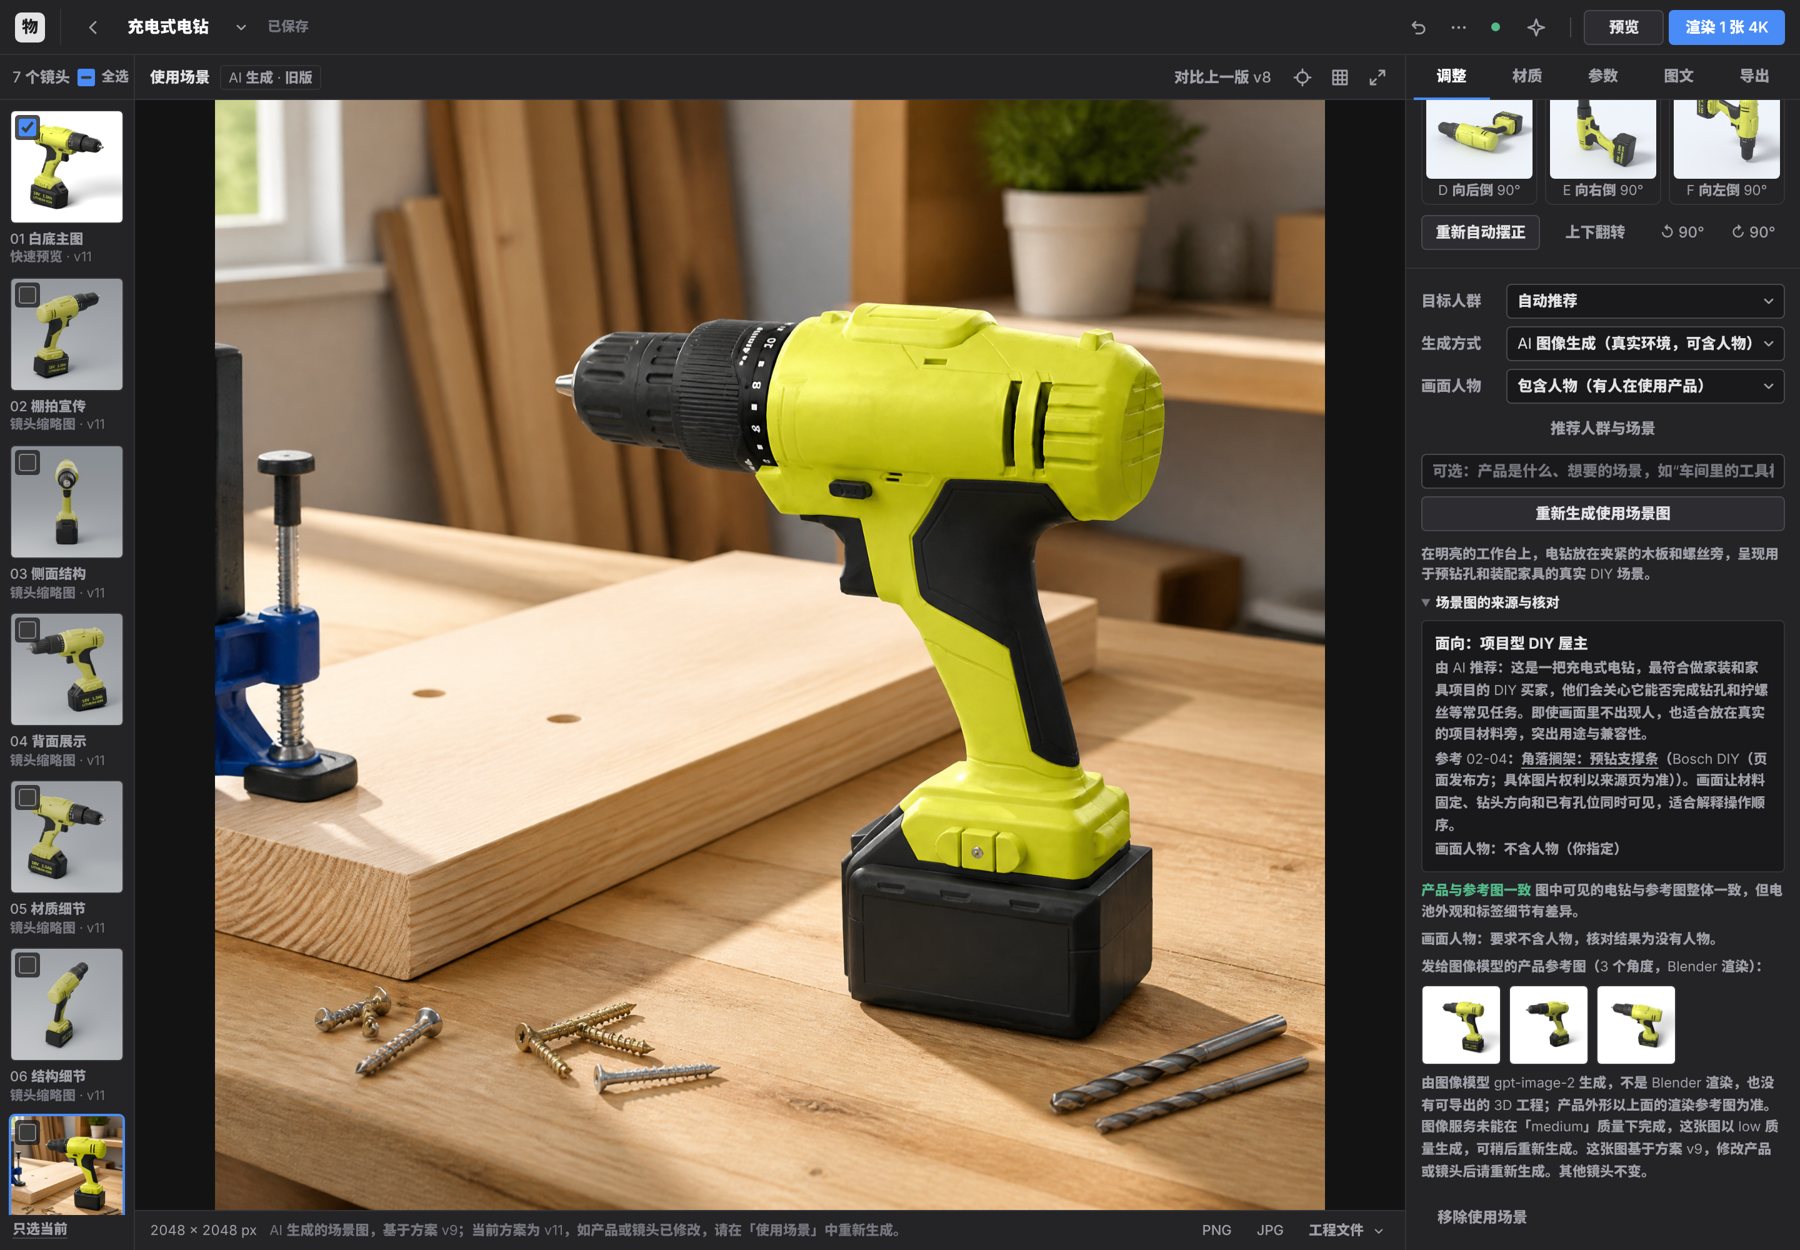 物
充电式电钻
已保存
预览
渲染 1 张 4K
7 个镜头
全选
使用场景
AI 生成 · 旧版
对比上一版 v8
调整
材质
参数
图文
导出
01 白底主图
快速预览 · v11
02 棚拍宣传
镜头缩略图 · v11
03 侧面结构
镜头缩略图 · v11
04 背面展示
镜头缩略图 · v11
05 材质细节
镜头缩略图 · v11
06 结构细节
镜头缩略图 · v11
只选当前
10
8
2048 × 2048 px
AI 生成的场景图，基于方案 v9；当前方案为 v11，如产品或镜头已修改，请在「使用场景」中重新生成。
PNG
JPG
工程文件
D 向后倒 90°
E 向右倒 90°
F 向左倒 90°
重新自动摆正
上下翻转
90°
90°
目标人群
自动推荐
生成方式
AI 图像生成（真实环境，可含人物）
画面人物
包含人物（有人在使用产品）
推荐人群与场景
可选：产品是什么、想要的场景，如“车间里的工具
重新生成使用场景图
在明亮的工作台上，电钻放在夹紧的木板和螺丝旁，呈现用
于预钻孔和装配家具的真实 DIY 场景。
场景图的来源与核对
面向：项目型 DIY 屋主
由 AI 推荐：这是一把充电式电钻，最符合做家装和家
具项目的 DIY 买家，他们会关心它能否完成钻孔和拧螺
丝等常见任务。即使画面里不出现人，也适合放在真实
的项目材料旁，突出用途与兼容性。
参考 02-04：角落搁架：预钻支撑条（Bosch DIY（页
面发布方；具体图片权利以来源页为准））。画面让材料
固定、钻头方向和已有孔位同时可见，适合解释操作顺
序。
画面人物：不含人物（你指定）
产品与参考图一致 图中可见的电钻与参考图整体一致，但电
池外观和标签细节有差异。
画面人物：要求不含人物，核对结果为没有人物。
发给图像模型的产品参考图（3 个角度，Blender 渲染）：
由图像模型 gpt-image-2 生成，不是 Blender 渲染，也没
有可导出的 3D 工程；产品外形以上面的渲染参考图为准。
图像服务未能在「medium」质量下完成，这张图以 low 质
量生成，可稍后重新生成。这张图基于方案 v9，修改产品
或镜头后请重新生成。其他镜头不变。
移除使用场景